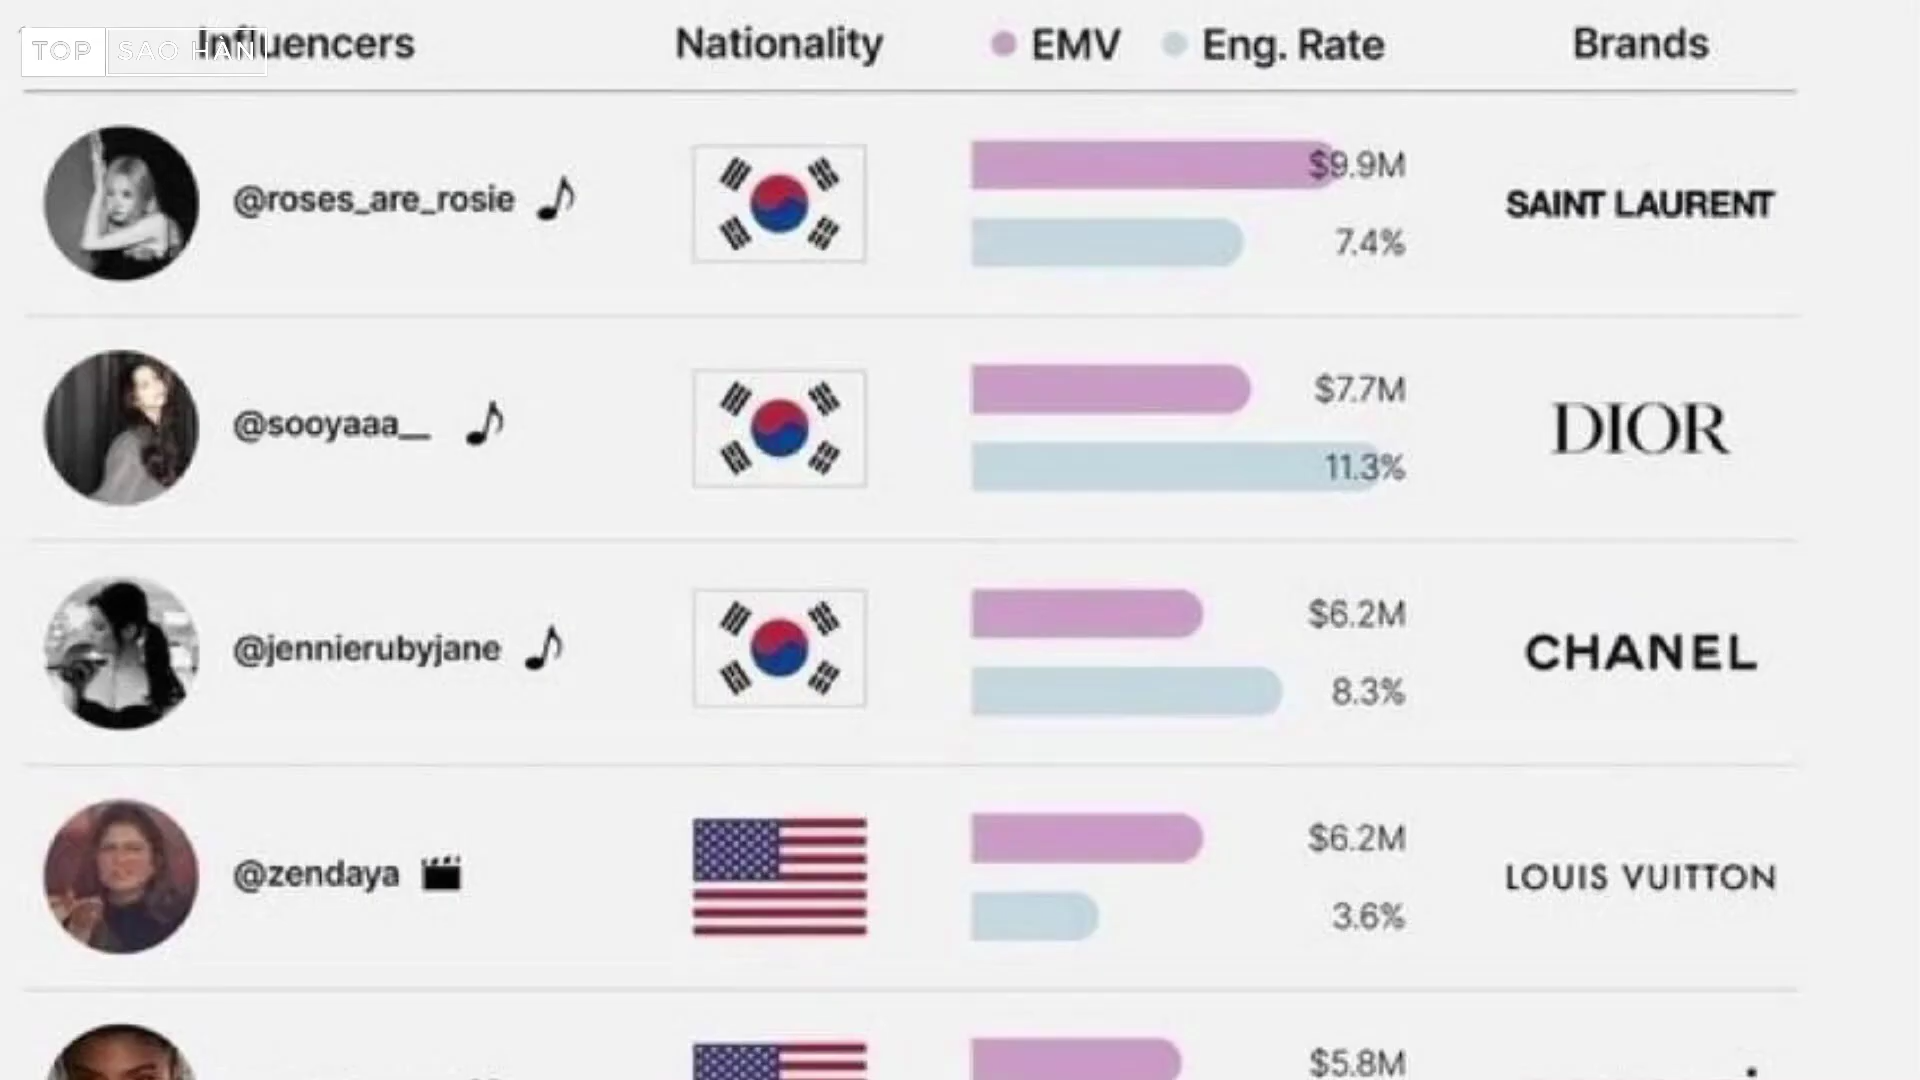 TOP SAO HÀN
Influencers Nationality EMV Eng. Rate Brands
@roses_are_rosie $9.9M SAINT LAURENT
7.4%
@sooyaaa__ $7.7M DIOR
11.3%
@jennierubyjane $6.2M CHANEL
8.3%
@zendaya $6.2M LOUIS VUITTON
3.6%
$5.8M